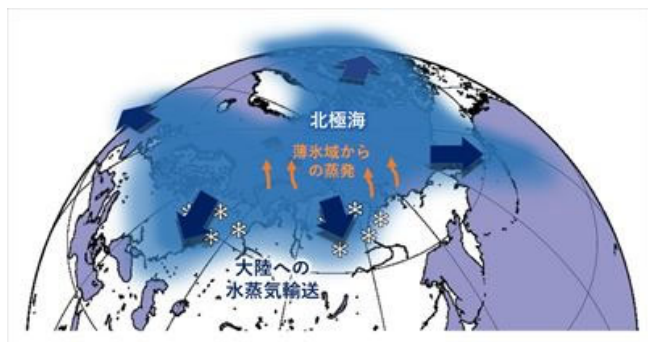 北極海
薄氷域から
の蒸発
大陸への
水蒸気輸送